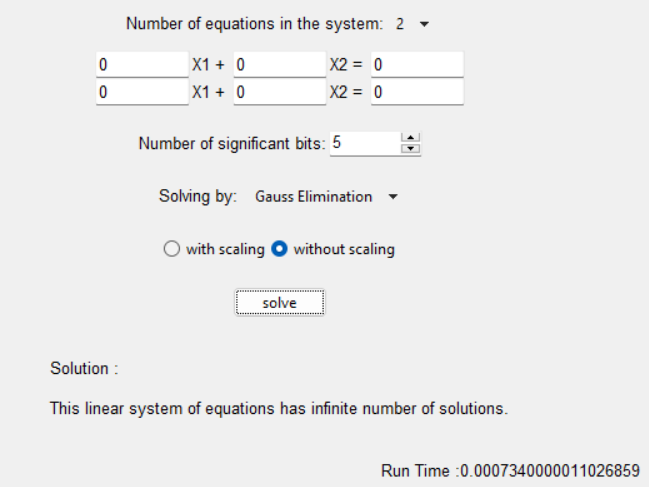 Number of equations in the system: 2
0 X1 + 0 X2 = 0
0 X1 + 0 X2 = 0
Number of significant bits: 5
Solving by: Gauss Elimination
with scaling without scaling
solve
Solution :
This linear system of equations has infinite number of solutions.
Run Time :0.0007340000011026859